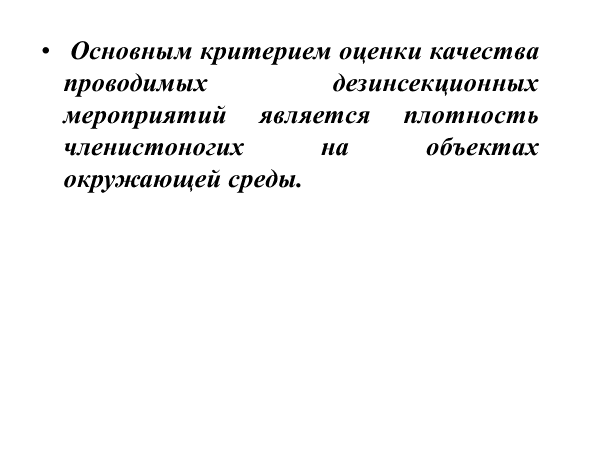 • Основным критерием оценки качества
проводимых дезинсекционных
мероприятий является плотность
членистоногих на объектах
окружающей среды.